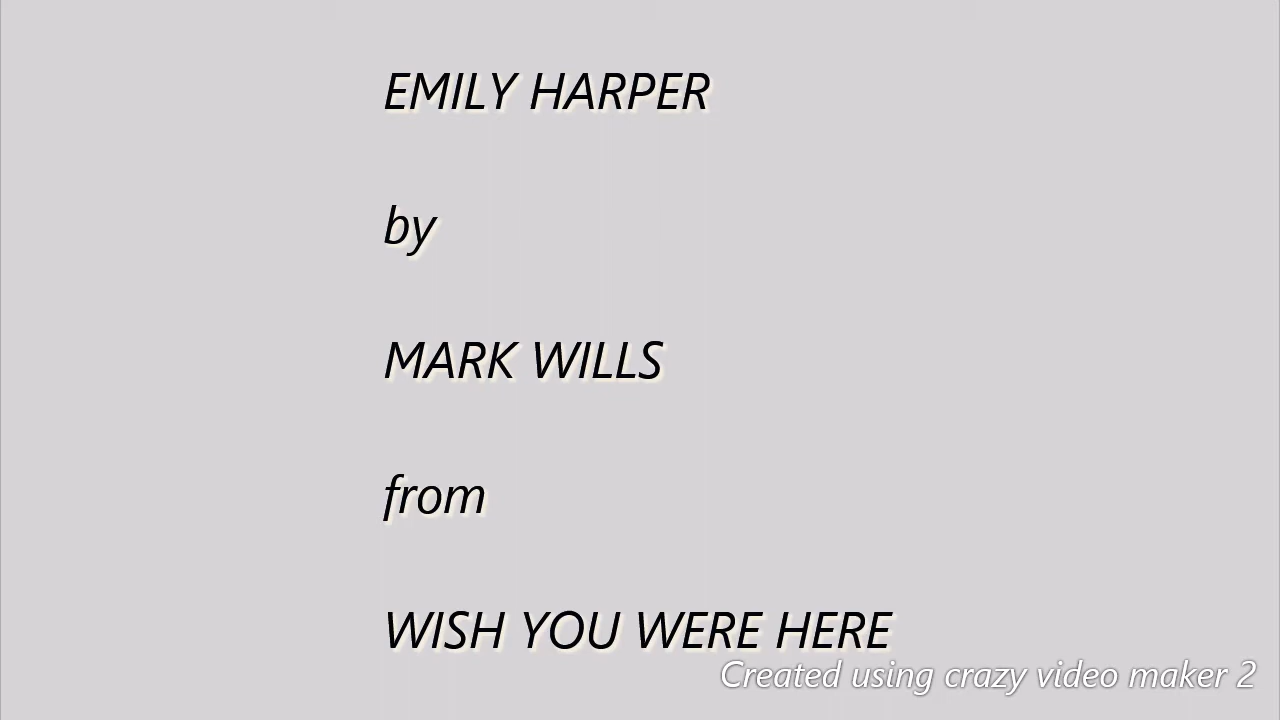 EMILY HARPER
by
MARK WILLS
from
WISH YOU WERE HERE
Created using crazy video maker 2